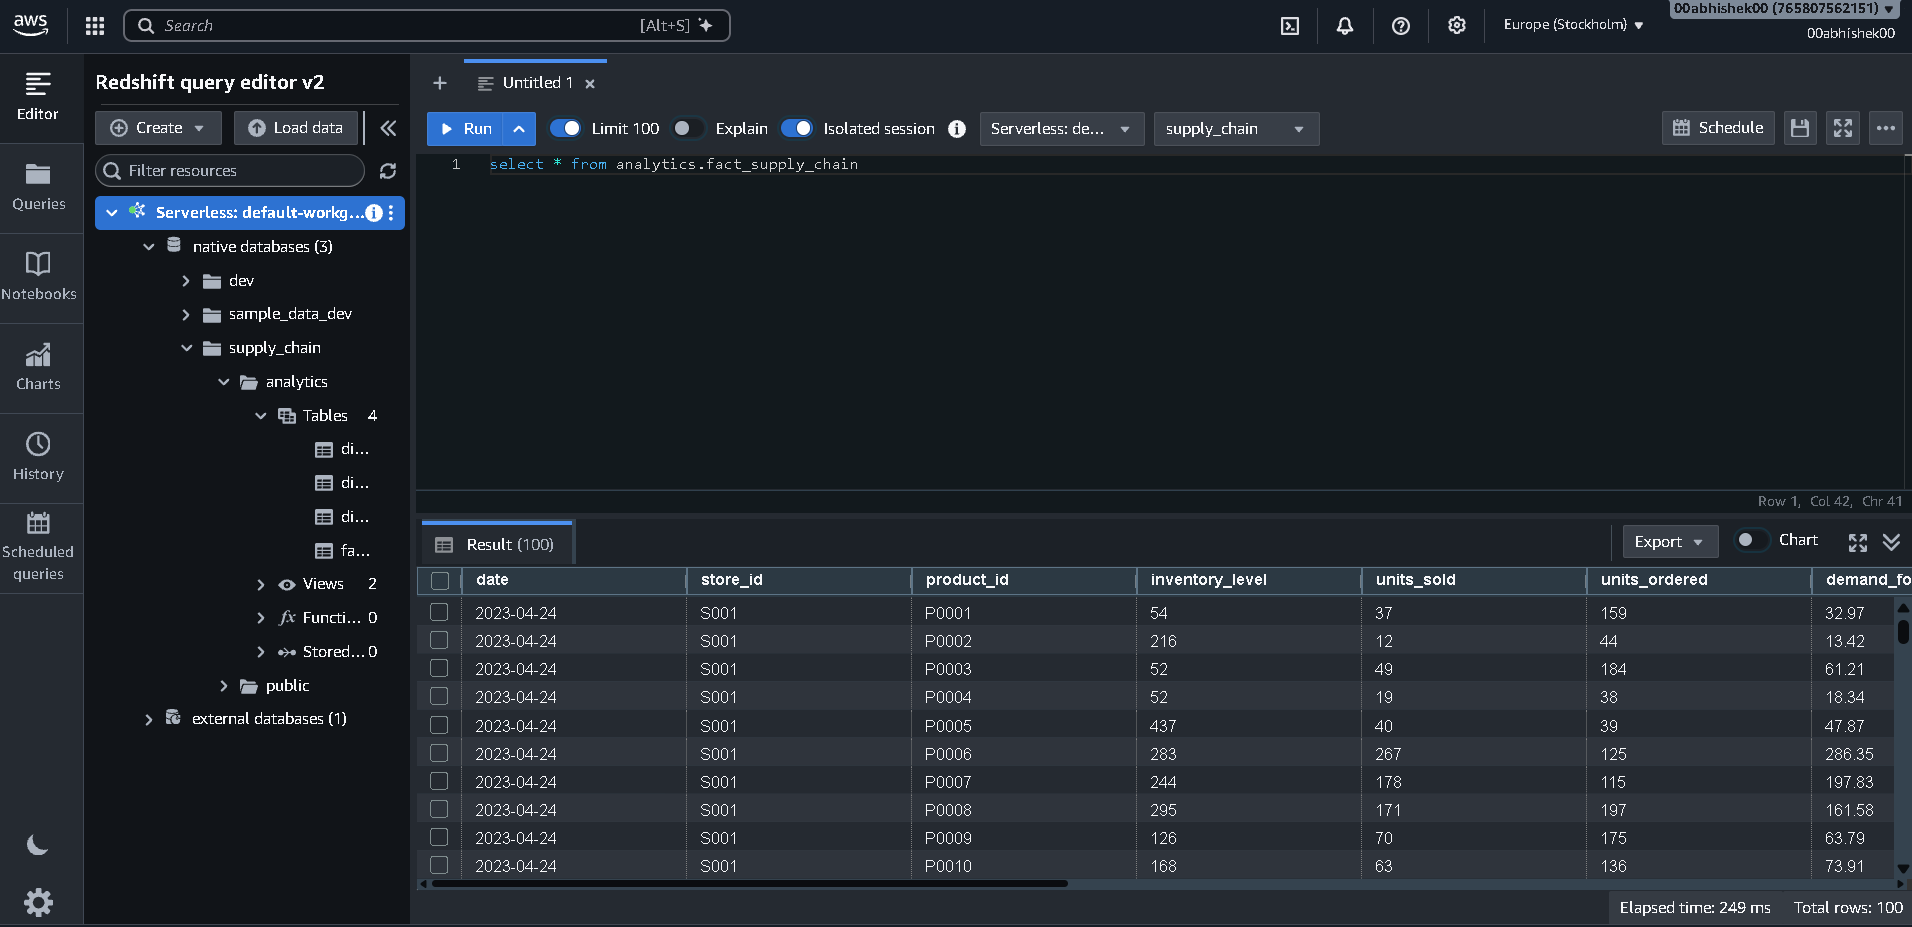 aws
Search
[Alt+S]
Europe (Stockholm)
00abhishek00 (765807562151)
00abhishek00
Editor
Queries
Notebooks
Charts
History
Scheduled
queries
Redshift query editor v2
Create
Load data
Filter resources
Serverless: default-workg...
native databases (3)
dev
sample_data_dev
supply_chain
analytics
Tables 4
di...
di...
di...
fa...
Views 2
Functi... 0
Stored... 0
public
external databases (1)
Untitled 1
Run
Limit 100
Explain
Isolated session
Serverless: de...
supply_chain
Schedule
1 select * from analytics.fact_supply_chain
Row 1, Col 42, Chr 41
Result (100)
Export
Chart
date store_id product_id inventory_level units_sold units_ordered demand_fo
2023-04-24 S001 P0001 54 37 159 32.97
2023-04-24 S001 P0002 216 12 44 13.42
2023-04-24 S001 P0003 52 49 184 61.21
2023-04-24 S001 P0004 52 19 38 18.34
2023-04-24 S001 P0005 437 40 39 47.87
2023-04-24 S001 P0006 283 267 125 286.35
2023-04-24 S001 P0007 244 178 115 197.83
2023-04-24 S001 P0008 295 171 197 161.58
2023-04-24 S001 P0009 126 70 175 63.79
2023-04-24 S001 P0010 168 63 136 73.91
Elapsed time: 249 ms Total rows: 100